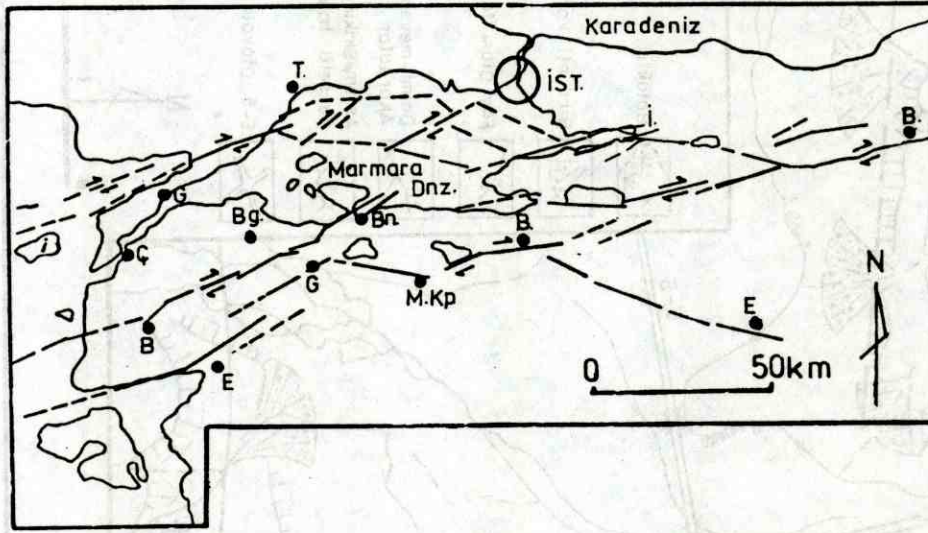 Karadeniz
T.
İST.
İ.
B.
Marmara
Dnz.
G
Bg.
Bn.
B.
i
Ç
G
M.Kp
N
B
E
E
0 50km